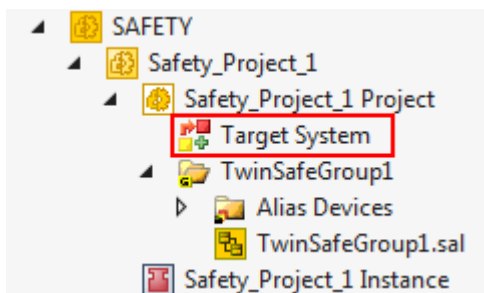 SAFETY
Safety_Project_1
Safety_Project_1 Project
Target System
TwinSafeGroup1
Alias Devices
TwinSafeGroup1.sal
Safety_Project_1 Instance